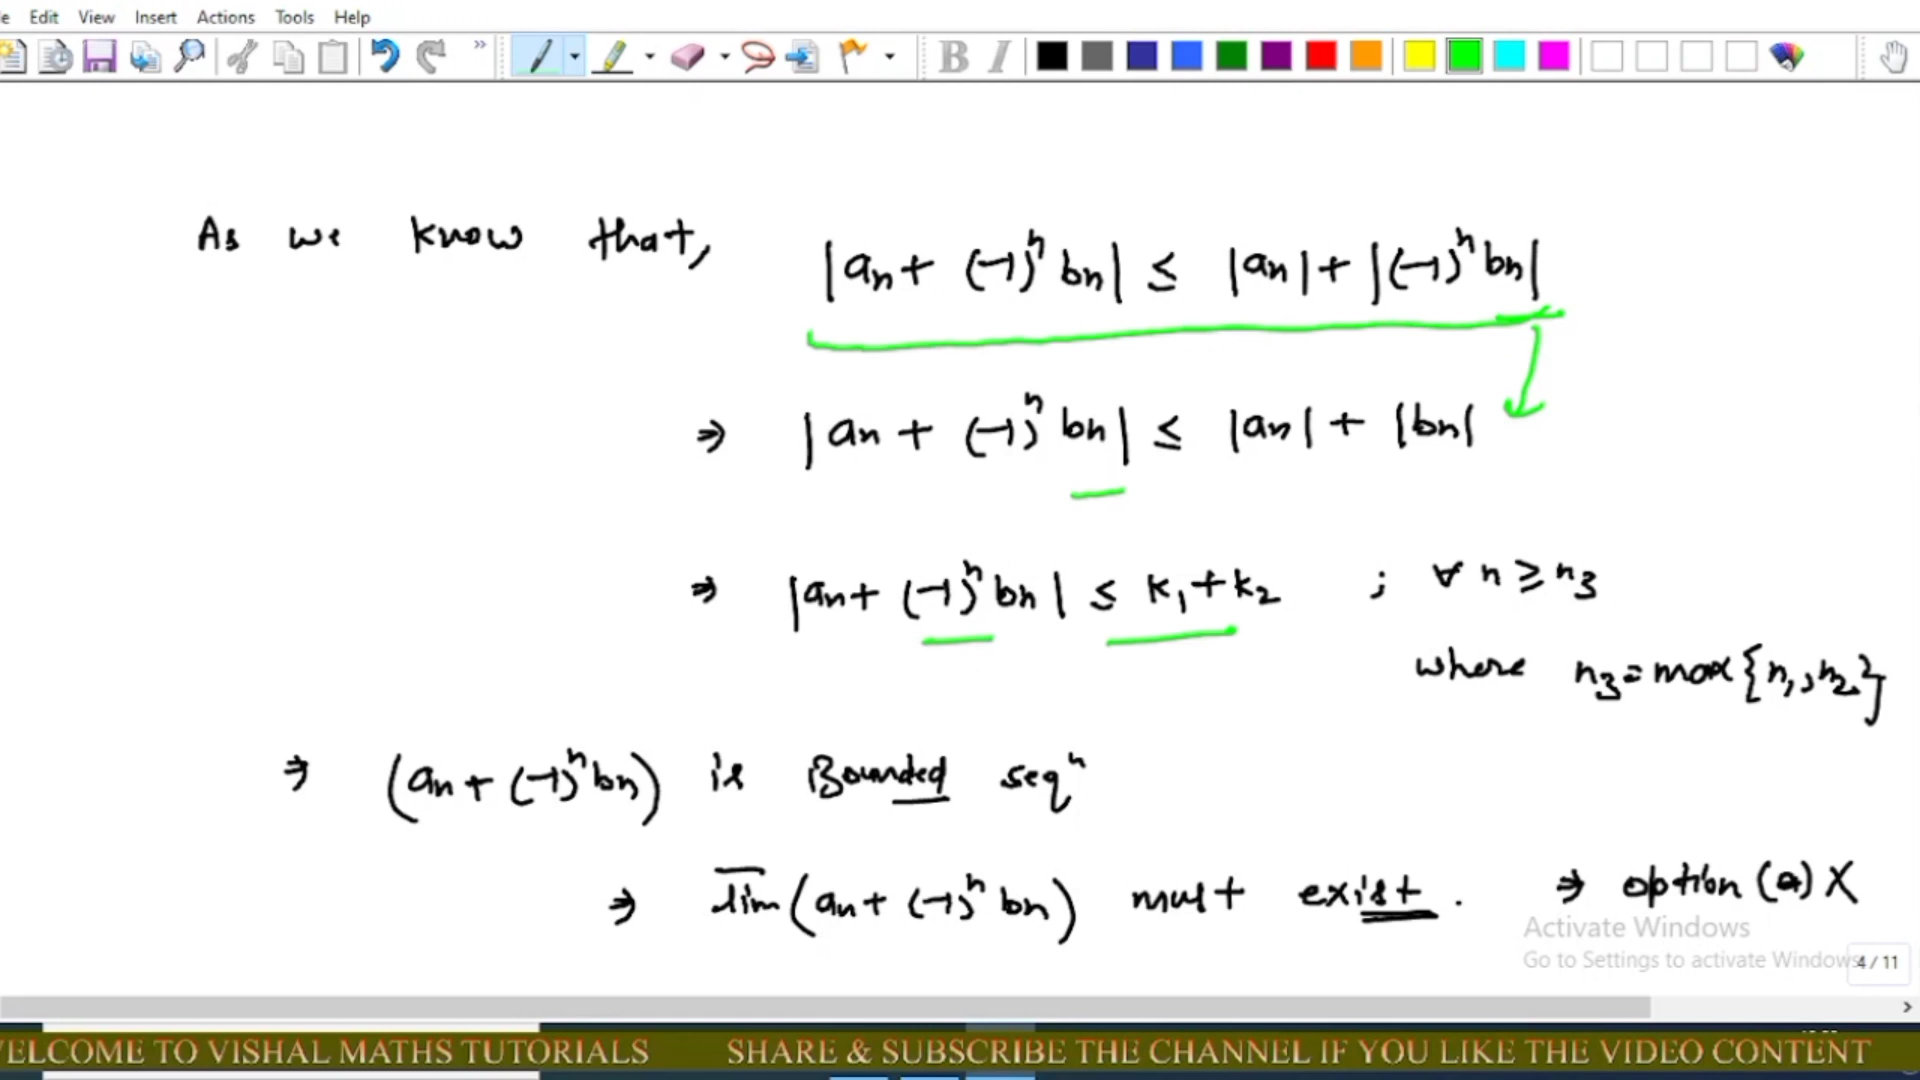 Edit View Insert Actions Tools Help
B I
As we know that, |an + (-1)^n bn| ≤ |an| + |(-1)^n bn|
⇒ |an + (-1)^n bn| ≤ |an| + |bn|
⇒ |an + (-1)^n bn| ≤ K1 + K2 ; ∀ n ≥ n3
where n3 = max{n1, n2}
⇒ (an + (-1)^n bn) is Bounded seq^n
⇒ lim(an + (-1)^n bn) must exist. ⇒ option (a) X
Activate Windows
Go to Settings to activate Windows
4 / 11
WELCOME TO VISHAL MATHS TUTORIALS SHARE & SUBSCRIBE THE CHANNEL IF YOU LIKE THE VIDEO CONTENT